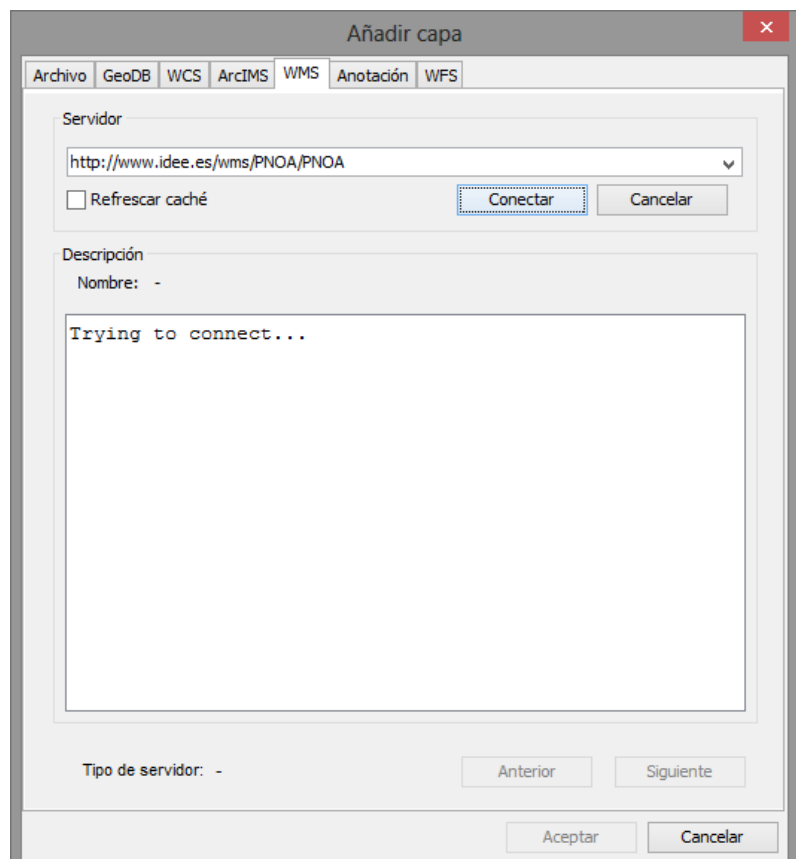 Añadir capa
Archivo GeoDB WCS ArcIMS WMS Anotación WFS
Servidor
http://www.idee.es/wms/PNOA/PNOA
Refrescar caché Conectar Cancelar
Descripción
Nombre: -
Trying to connect...
Tipo de servidor: - Anterior Siguiente
Aceptar Cancelar